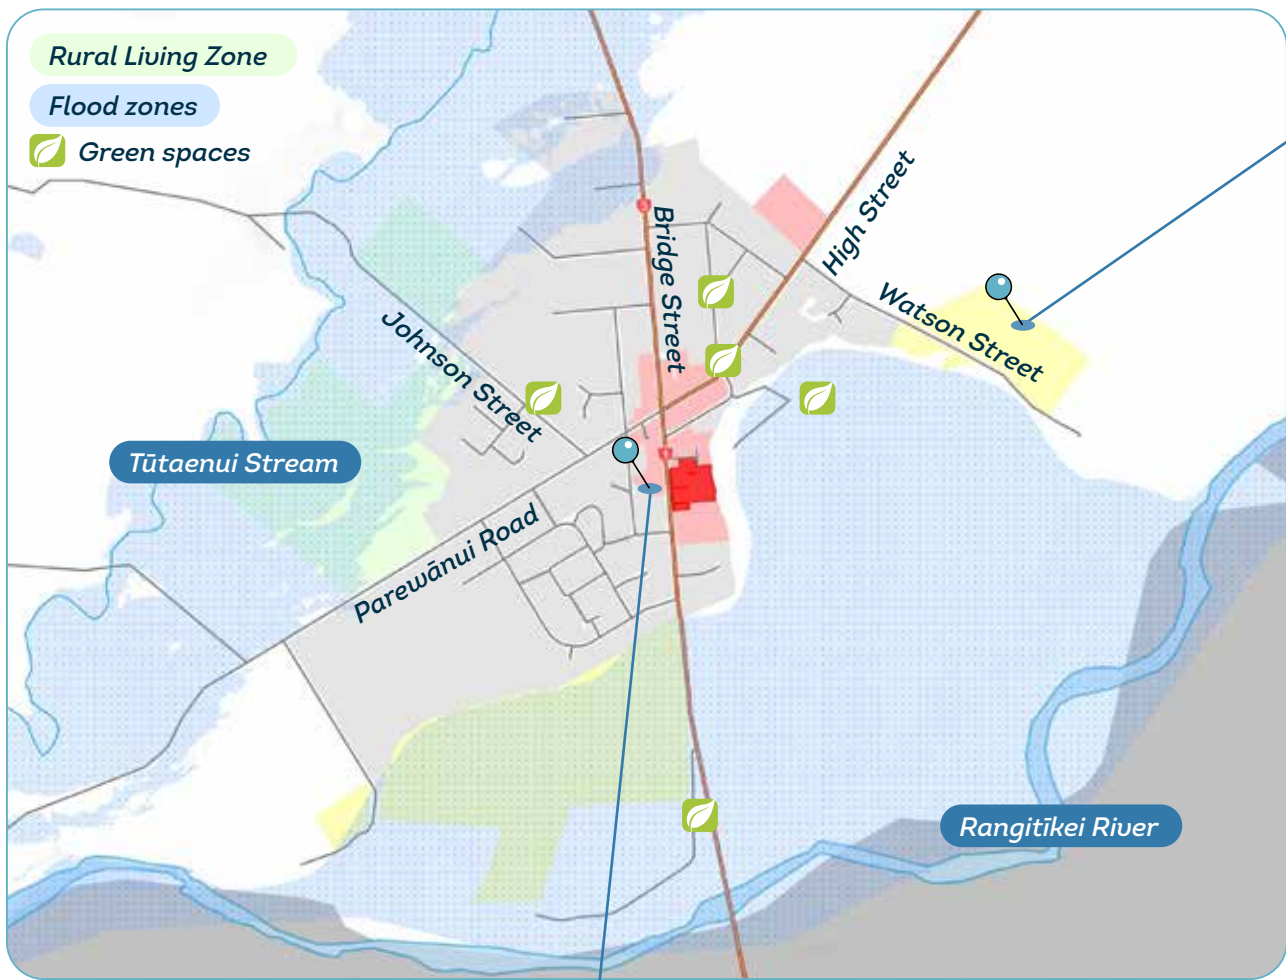 Rural Living Zone
Flood zones
Green spaces
Bridge Street
High Street
Watson Street
Johnson Street
Tūtaenui Stream
Parewānui Road
Rangitīkei River